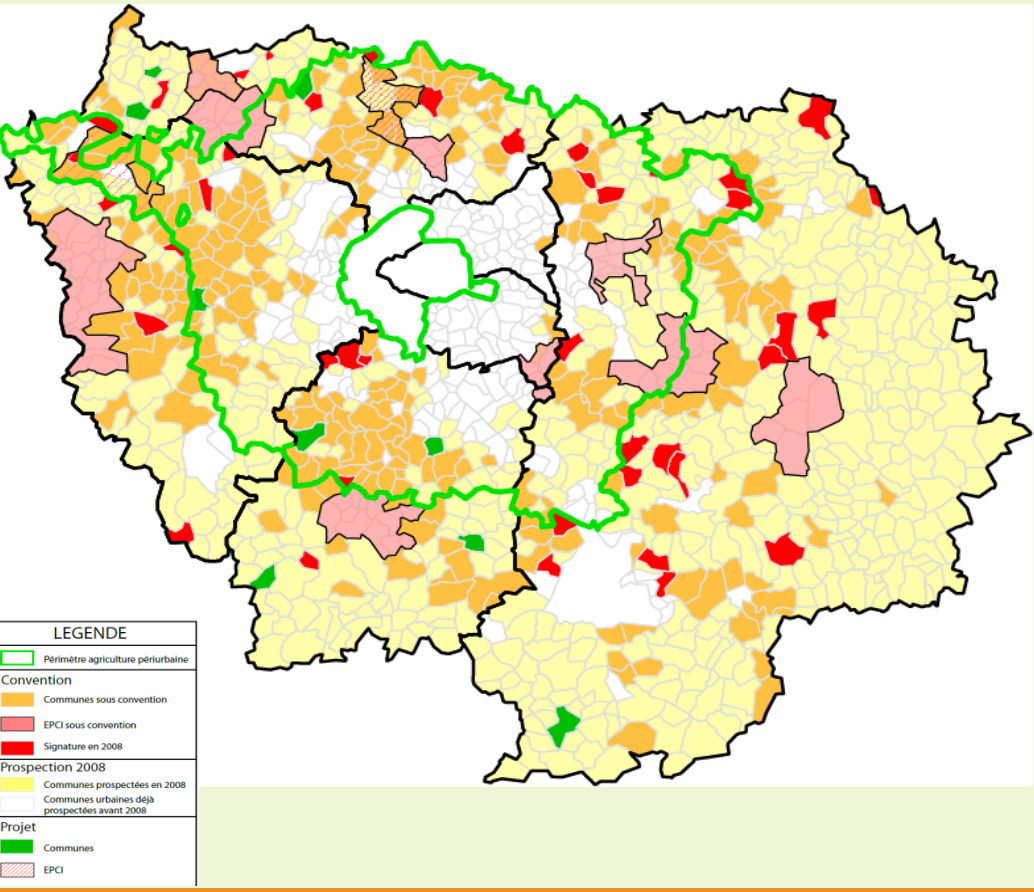 LEGENDE
Périmètre agriculture périurbaine
Convention
Communes sous convention
EPCI sous convention
Signature en 2008
Prospection 2008
Communes prospectées en 2008
Communes urbaines déjà
prospectées avant 2008
Projet
Communes
EPCI